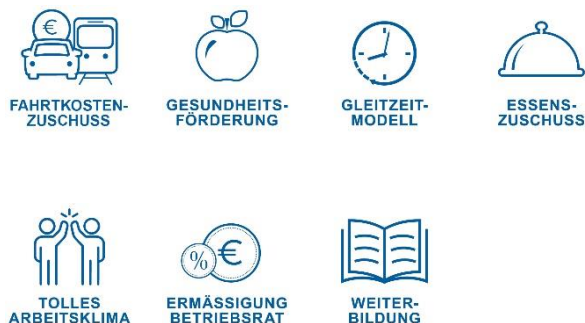 €
FAHRTKOSTEN-
ZUSCHUSS
GESUNDHEITS-
FÖRDERUNG
GLEITZEIT-
MODELL
ESSENS-
ZUSCHUSS
TOLLES
ARBEITSKLIMA
% €
ERMÄSSIGUNG
BETRIEBSRAT
WEITER-
BILDUNG